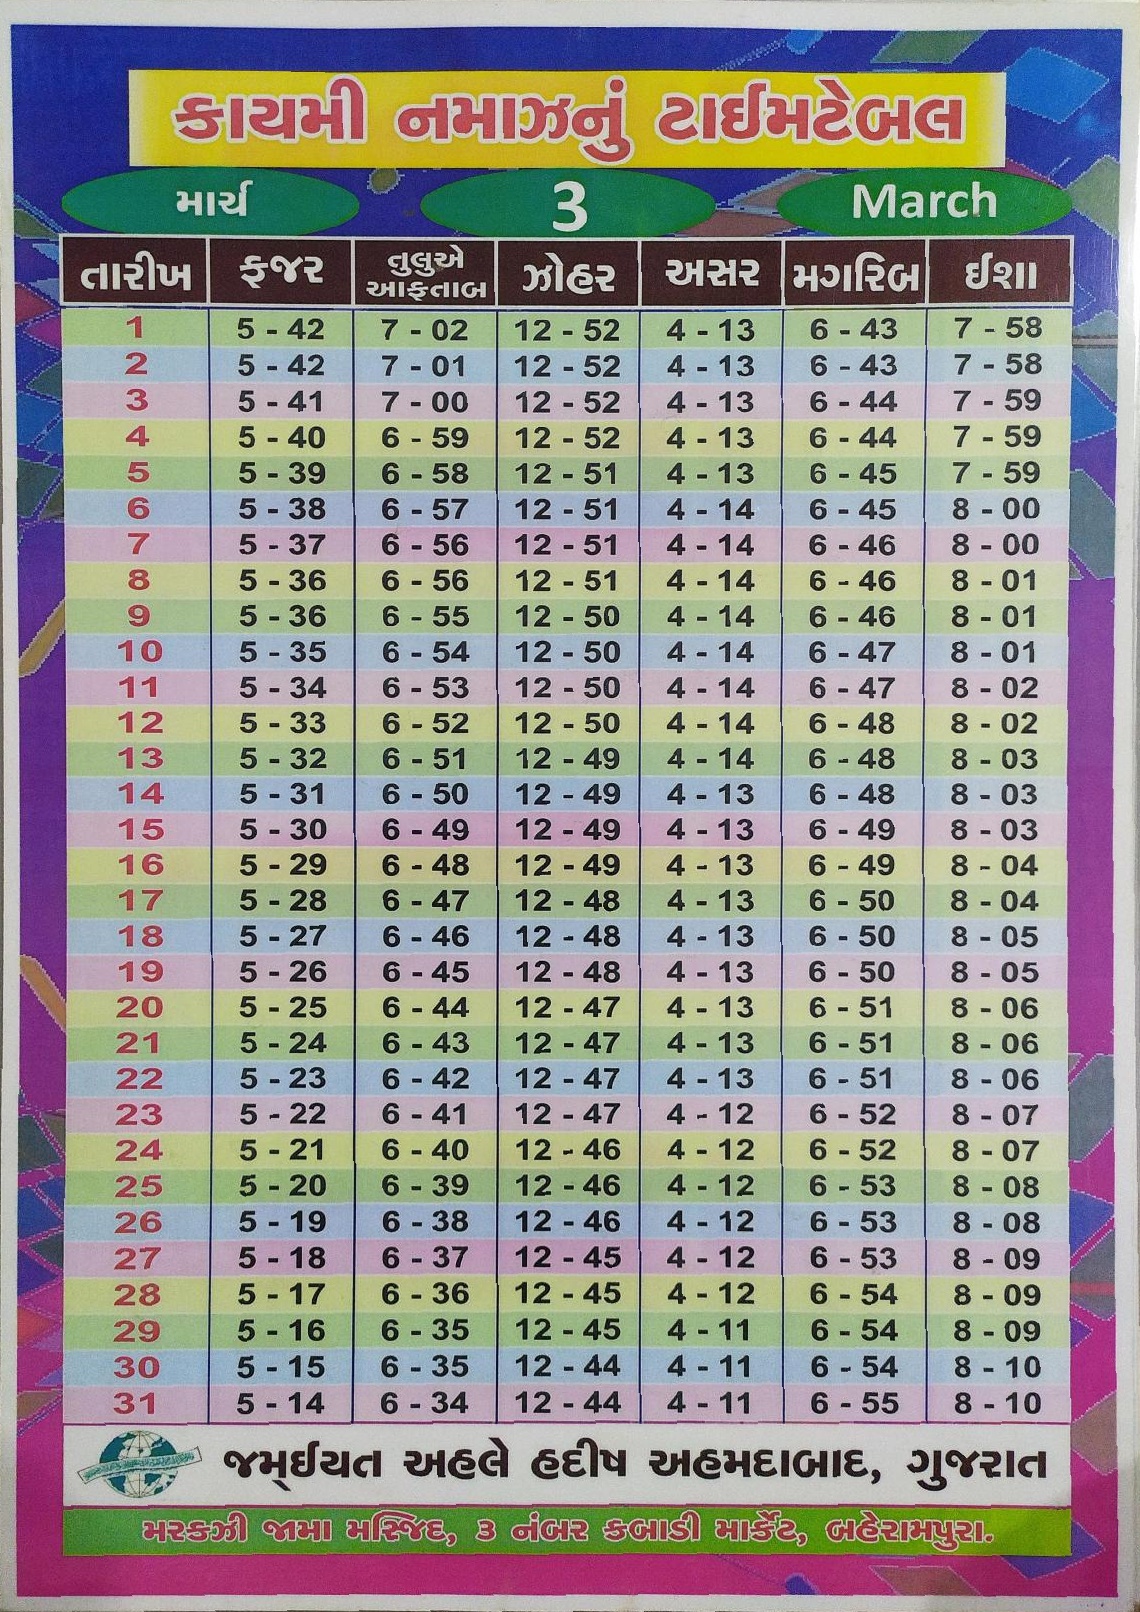 કાયમી નમાઝનું ટાઈમટેબલ
માર્ચ 3 March
તારીખ ફજર તુલુએ આફતાબ ઝોહર અસર મગરિબ ઈશા
1 5 - 42 7 - 02 12 - 52 4 - 13 6 - 43 7 - 58
2 5 - 42 7 - 01 12 - 52 4 - 13 6 - 43 7 - 58
3 5 - 41 7 - 00 12 - 52 4 - 13 6 - 44 7 - 59
4 5 - 40 6 - 59 12 - 52 4 - 13 6 - 44 7 - 59
5 5 - 39 6 - 58 12 - 51 4 - 13 6 - 45 7 - 59
6 5 - 38 6 - 57 12 - 51 4 - 14 6 - 45 8 - 00
7 5 - 37 6 - 56 12 - 51 4 - 14 6 - 46 8 - 00
8 5 - 36 6 - 56 12 - 51 4 - 14 6 - 46 8 - 01
9 5 - 36 6 - 55 12 - 50 4 - 14 6 - 46 8 - 01
10 5 - 35 6 - 54 12 - 50 4 - 14 6 - 47 8 - 01
11 5 - 34 6 - 53 12 - 50 4 - 14 6 - 47 8 - 02
12 5 - 33 6 - 52 12 - 50 4 - 14 6 - 48 8 - 02
13 5 - 32 6 - 51 12 - 49 4 - 14 6 - 48 8 - 03
14 5 - 31 6 - 50 12 - 49 4 - 13 6 - 48 8 - 03
15 5 - 30 6 - 49 12 - 49 4 - 13 6 - 49 8 - 03
16 5 - 29 6 - 48 12 - 49 4 - 13 6 - 49 8 - 04
17 5 - 28 6 - 47 12 - 48 4 - 13 6 - 50 8 - 04
18 5 - 27 6 - 46 12 - 48 4 - 13 6 - 50 8 - 05
19 5 - 26 6 - 45 12 - 48 4 - 13 6 - 50 8 - 05
20 5 - 25 6 - 44 12 - 47 4 - 13 6 - 51 8 - 06
21 5 - 24 6 - 43 12 - 47 4 - 13 6 - 51 8 - 06
22 5 - 23 6 - 42 12 - 47 4 - 13 6 - 51 8 - 06
23 5 - 22 6 - 41 12 - 47 4 - 12 6 - 52 8 - 07
24 5 - 21 6 - 40 12 - 46 4 - 12 6 - 52 8 - 07
25 5 - 20 6 - 39 12 - 46 4 - 12 6 - 53 8 - 08
26 5 - 19 6 - 38 12 - 46 4 - 12 6 - 53 8 - 08
27 5 - 18 6 - 37 12 - 45 4 - 12 6 - 53 8 - 09
28 5 - 17 6 - 36 12 - 45 4 - 12 6 - 54 8 - 09
29 5 - 16 6 - 35 12 - 45 4 - 11 6 - 54 8 - 09
30 5 - 15 6 - 35 12 - 44 4 - 11 6 - 54 8 - 10
31 5 - 14 6 - 34 12 - 44 4 - 11 6 - 55 8 - 10
જમ્ઈયત અહલે હદીષ અહમદાબાદ, ગુજરાત
મરકઝી જામા મસ્જિદ, ૩ નંબર કબાડી માર્કેટ, બહેરામપુરા.